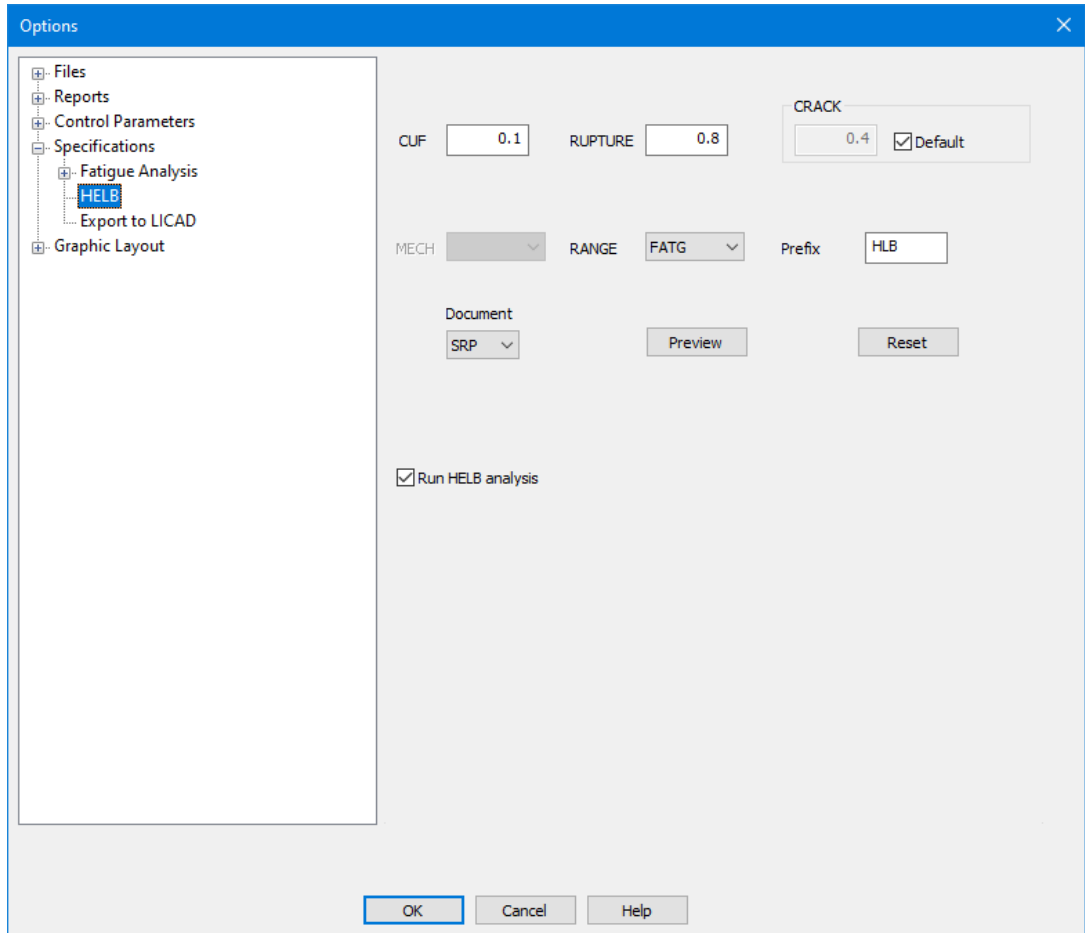 Options
Files
Reports
Control Parameters
Specifications
Fatigue Analysis
HELB
Export to LICAD
Graphic Layout
CRACK
CUF 0.1 RUPTURE 0.8 0.4 Default
MECH RANGE FATG Prefix HLB
Document
SRP Preview Reset
Run HELB analysis
OK Cancel Help